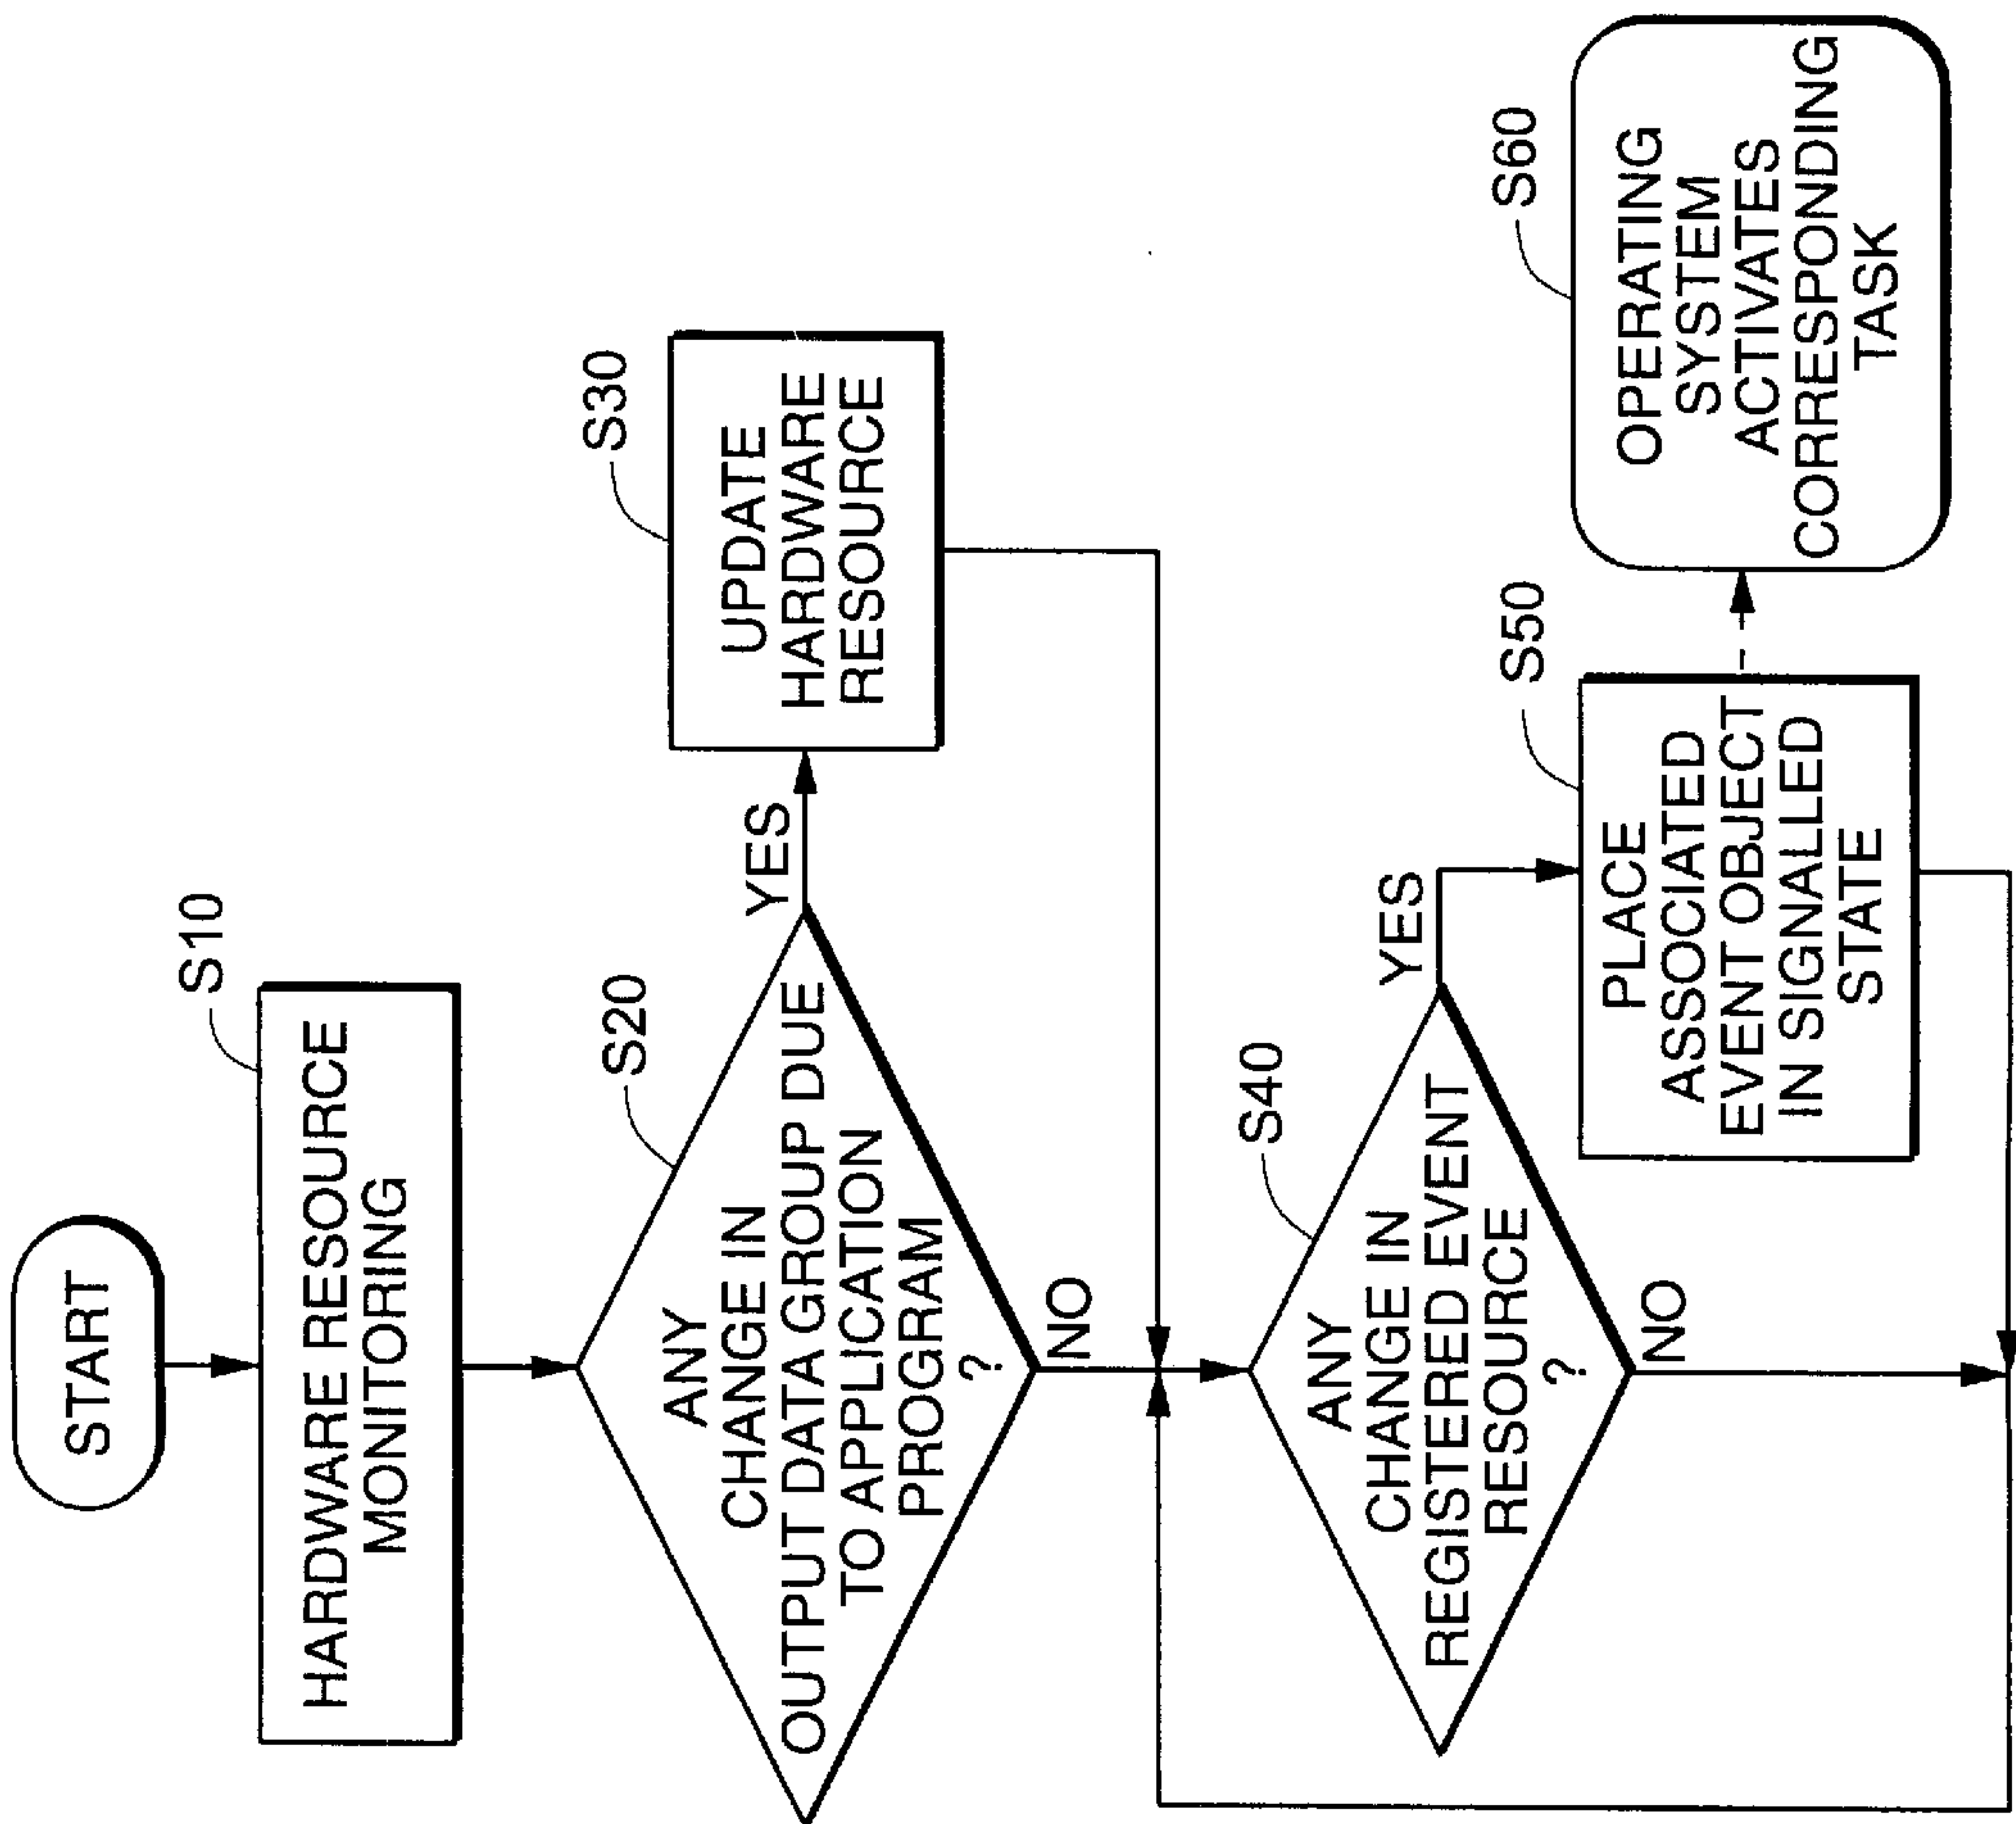 START
S10
HARDWARE RESOURCE
MONITORING
S20
ANY
CHANGE IN
OUTPUT DATA GROUP DUE
TO APPLICATION
PROGRAM
?
YES
NO
S30
UPDATE
HARDWARE
RESOURCE
S40
ANY
CHANGE IN
REGISTERED EVENT
RESOURCE
?
YES
NO
S50
PLACE
ASSOCIATED
EVENT OBJECT
IN SIGNALLED
STATE
S60
OPERATING
SYSTEM
ACTIVATES
CORRESPONDING
TASK